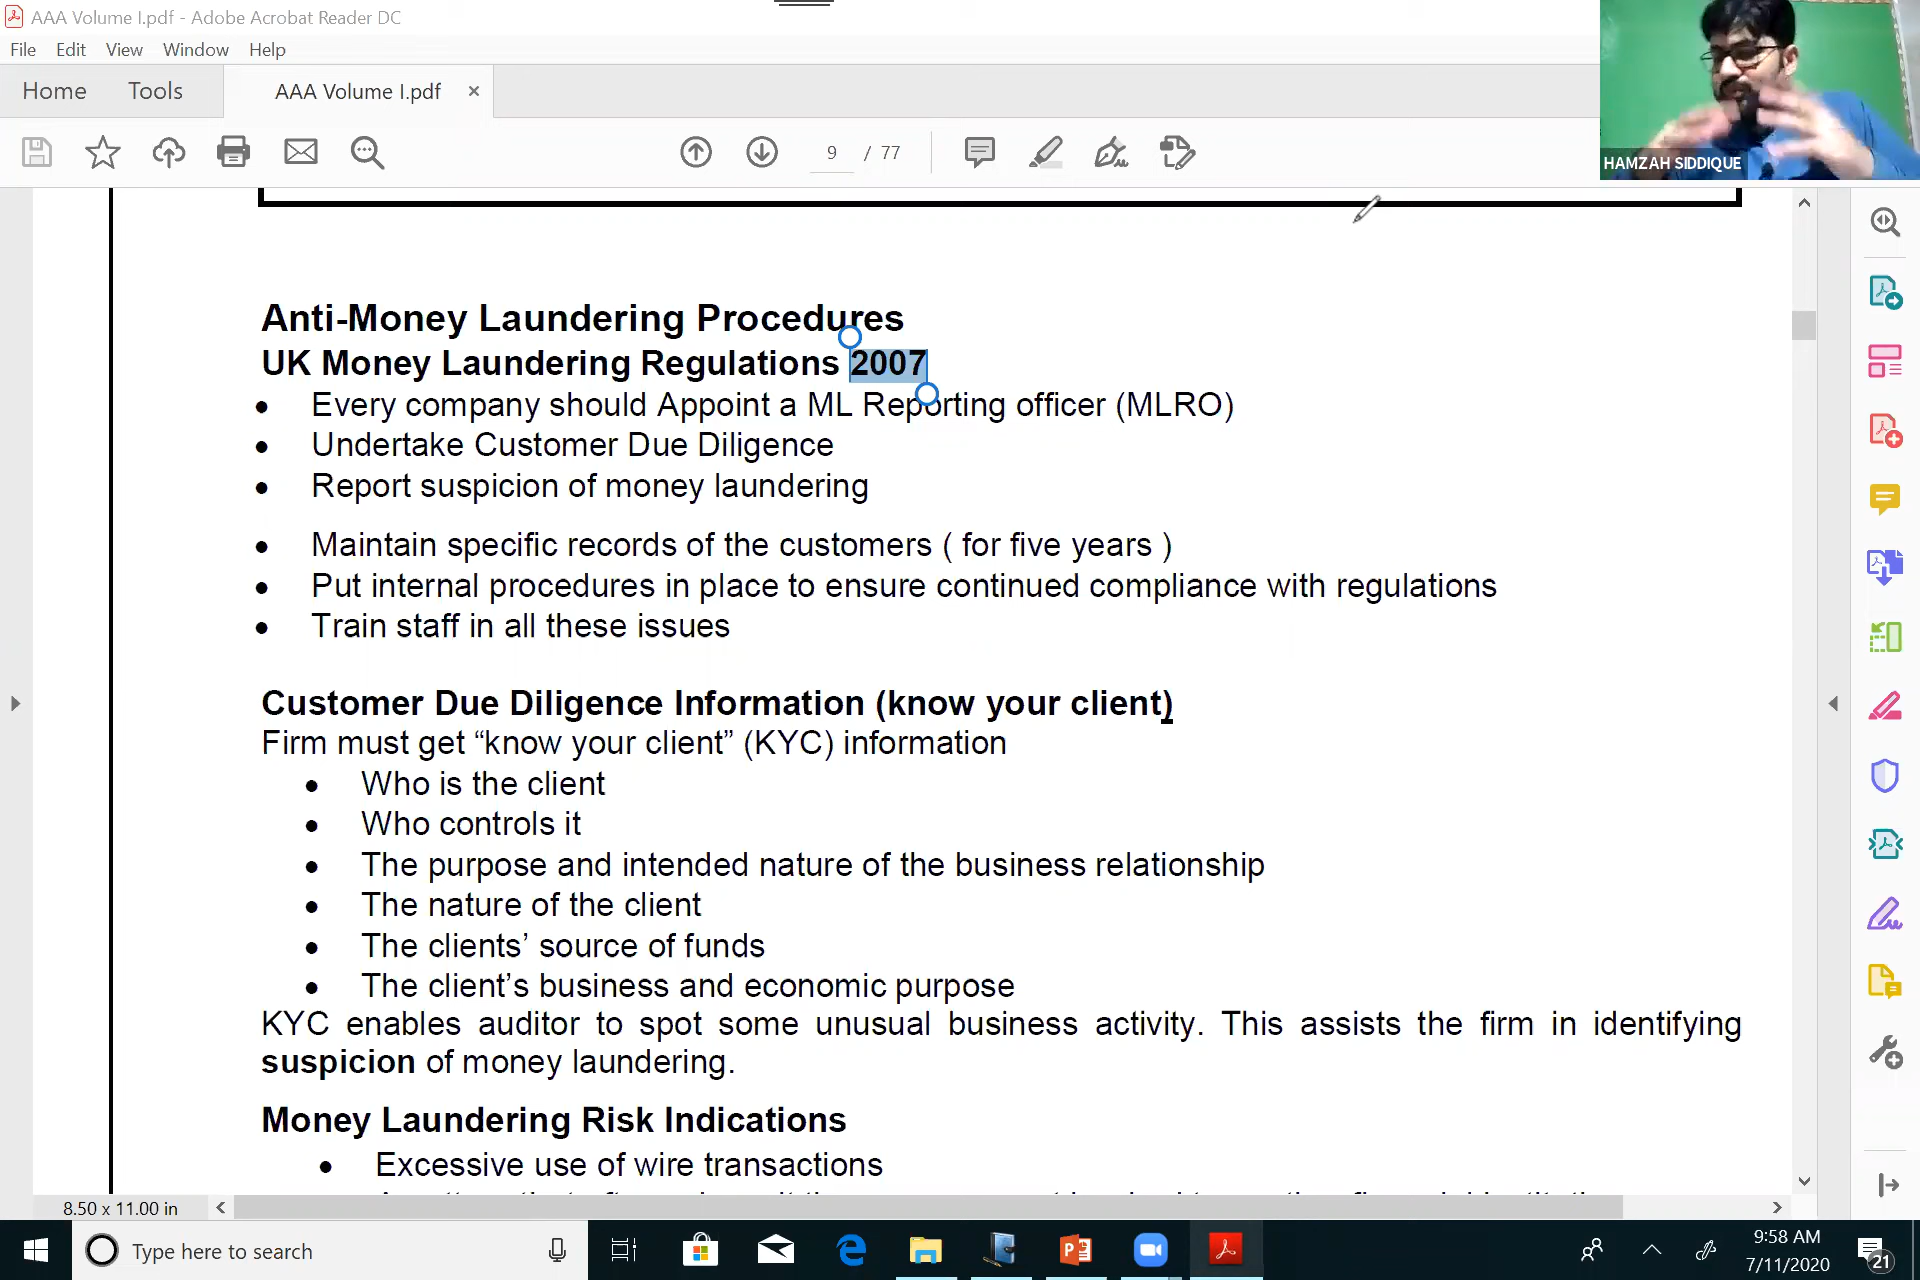 AAA Volume I.pdf - Adobe Acrobat Reader DC
File Edit View Window Help
Home Tools AAA Volume I.pdf ×
9 / 77
HAMZAH SIDDIQUE
Anti-Money Laundering Procedures
UK Money Laundering Regulations 2007
• Every company should Appoint a ML Reporting officer (MLRO)
• Undertake Customer Due Diligence
• Report suspicion of money laundering
• Maintain specific records of the customers ( for five years )
• Put internal procedures in place to ensure continued compliance with regulations
• Train staff in all these issues
Customer Due Diligence Information (know your client)
Firm must get “know your client” (KYC) information
• Who is the client
• Who controls it
• The purpose and intended nature of the business relationship
• The nature of the client
• The clients’ source of funds
• The client’s business and economic purpose
KYC enables auditor to spot some unusual business activity. This assists the firm in identifying
suspicion of money laundering.
Money Laundering Risk Indications
• Excessive use of wire transactions
8.50 x 11.00 in
Type here to search
9:58 AM
7/11/2020
21